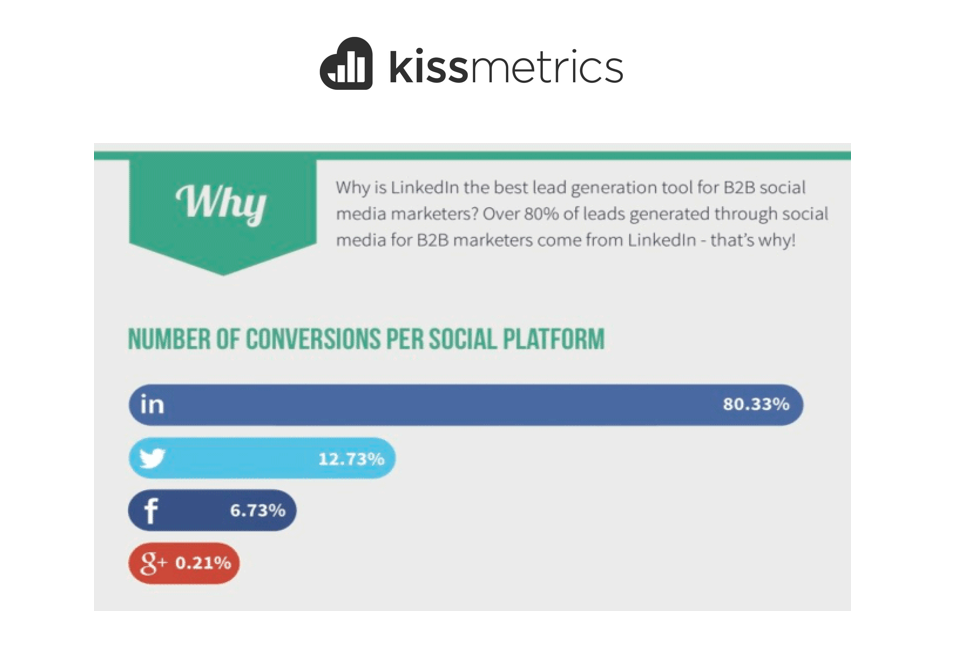 kissmetrics
Why
Why is LinkedIn the best lead generation tool for B2B social
media marketers? Over 80% of leads generated through social
media for B2B marketers come from LinkedIn - that's why!
NUMBER OF CONVERSIONS PER SOCIAL PLATFORM
in 80.33%
12.73%
f 6.73%
g+ 0.21%